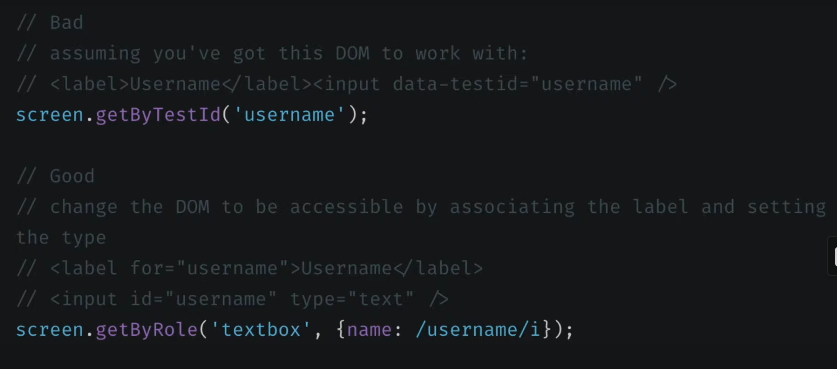 // Bad
// assuming you've got this DOM to work with:
// <label>Username</label><input data-testid="username" />
screen.getByTestId('username');
// Good
// change the DOM to be accessible by associating the label and setting
the type
// <label for="username">Username</label>
// <input id="username" type="text" />
screen.getByRole('textbox', {name: /username/i});